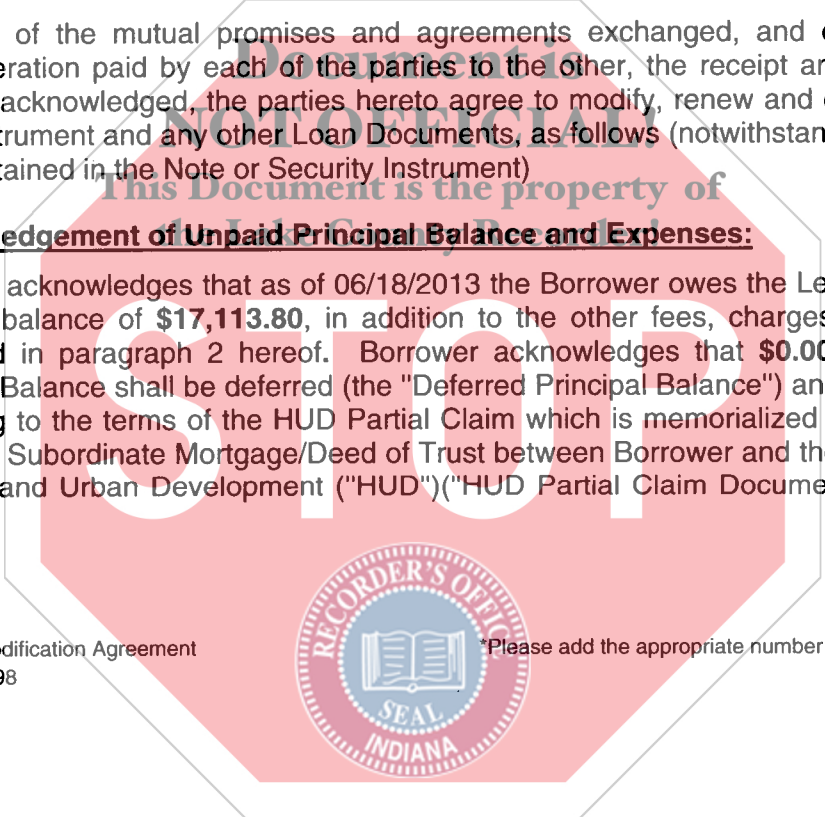 of the mutual promises and agreements exchanged, and
eration paid by each of the parties to the other, the receipt ar
acknowledged, the parties hereto agree to modify, renew and
trument and any other Loan Documents, as follows (notwithstan
tained in the Note or Security Instrument)
Document is
NOT OFFICIAL!
This Document is the property of
the Lake County Recorder!
edgement of Unpaid Principal Balance and Expenses:
acknowledges that as of 06/18/2013 the Borrower owes the Le
balance of $17,113.80, in addition to the other fees, charges
in paragraph 2 hereof. Borrower acknowledges that $0.00
Balance shall be deferred (the "Deferred Principal Balance") an
g to the terms of the HUD Partial Claim which is memorialized
Subordinate Mortgage/Deed of Trust between Borrower and th
and Urban Development ("HUD")("HUD Partial Claim Docume
STOP
dification Agreement
*Please add the appropriate number
98
RECORDER'S OFFICE
SEAL
INDIANA